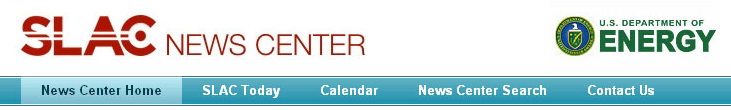 SLAC NEWS CENTER
U.S. DEPARTMENT OF
ENERGY
News Center Home SLAC Today Calendar News Center Search Contact Us